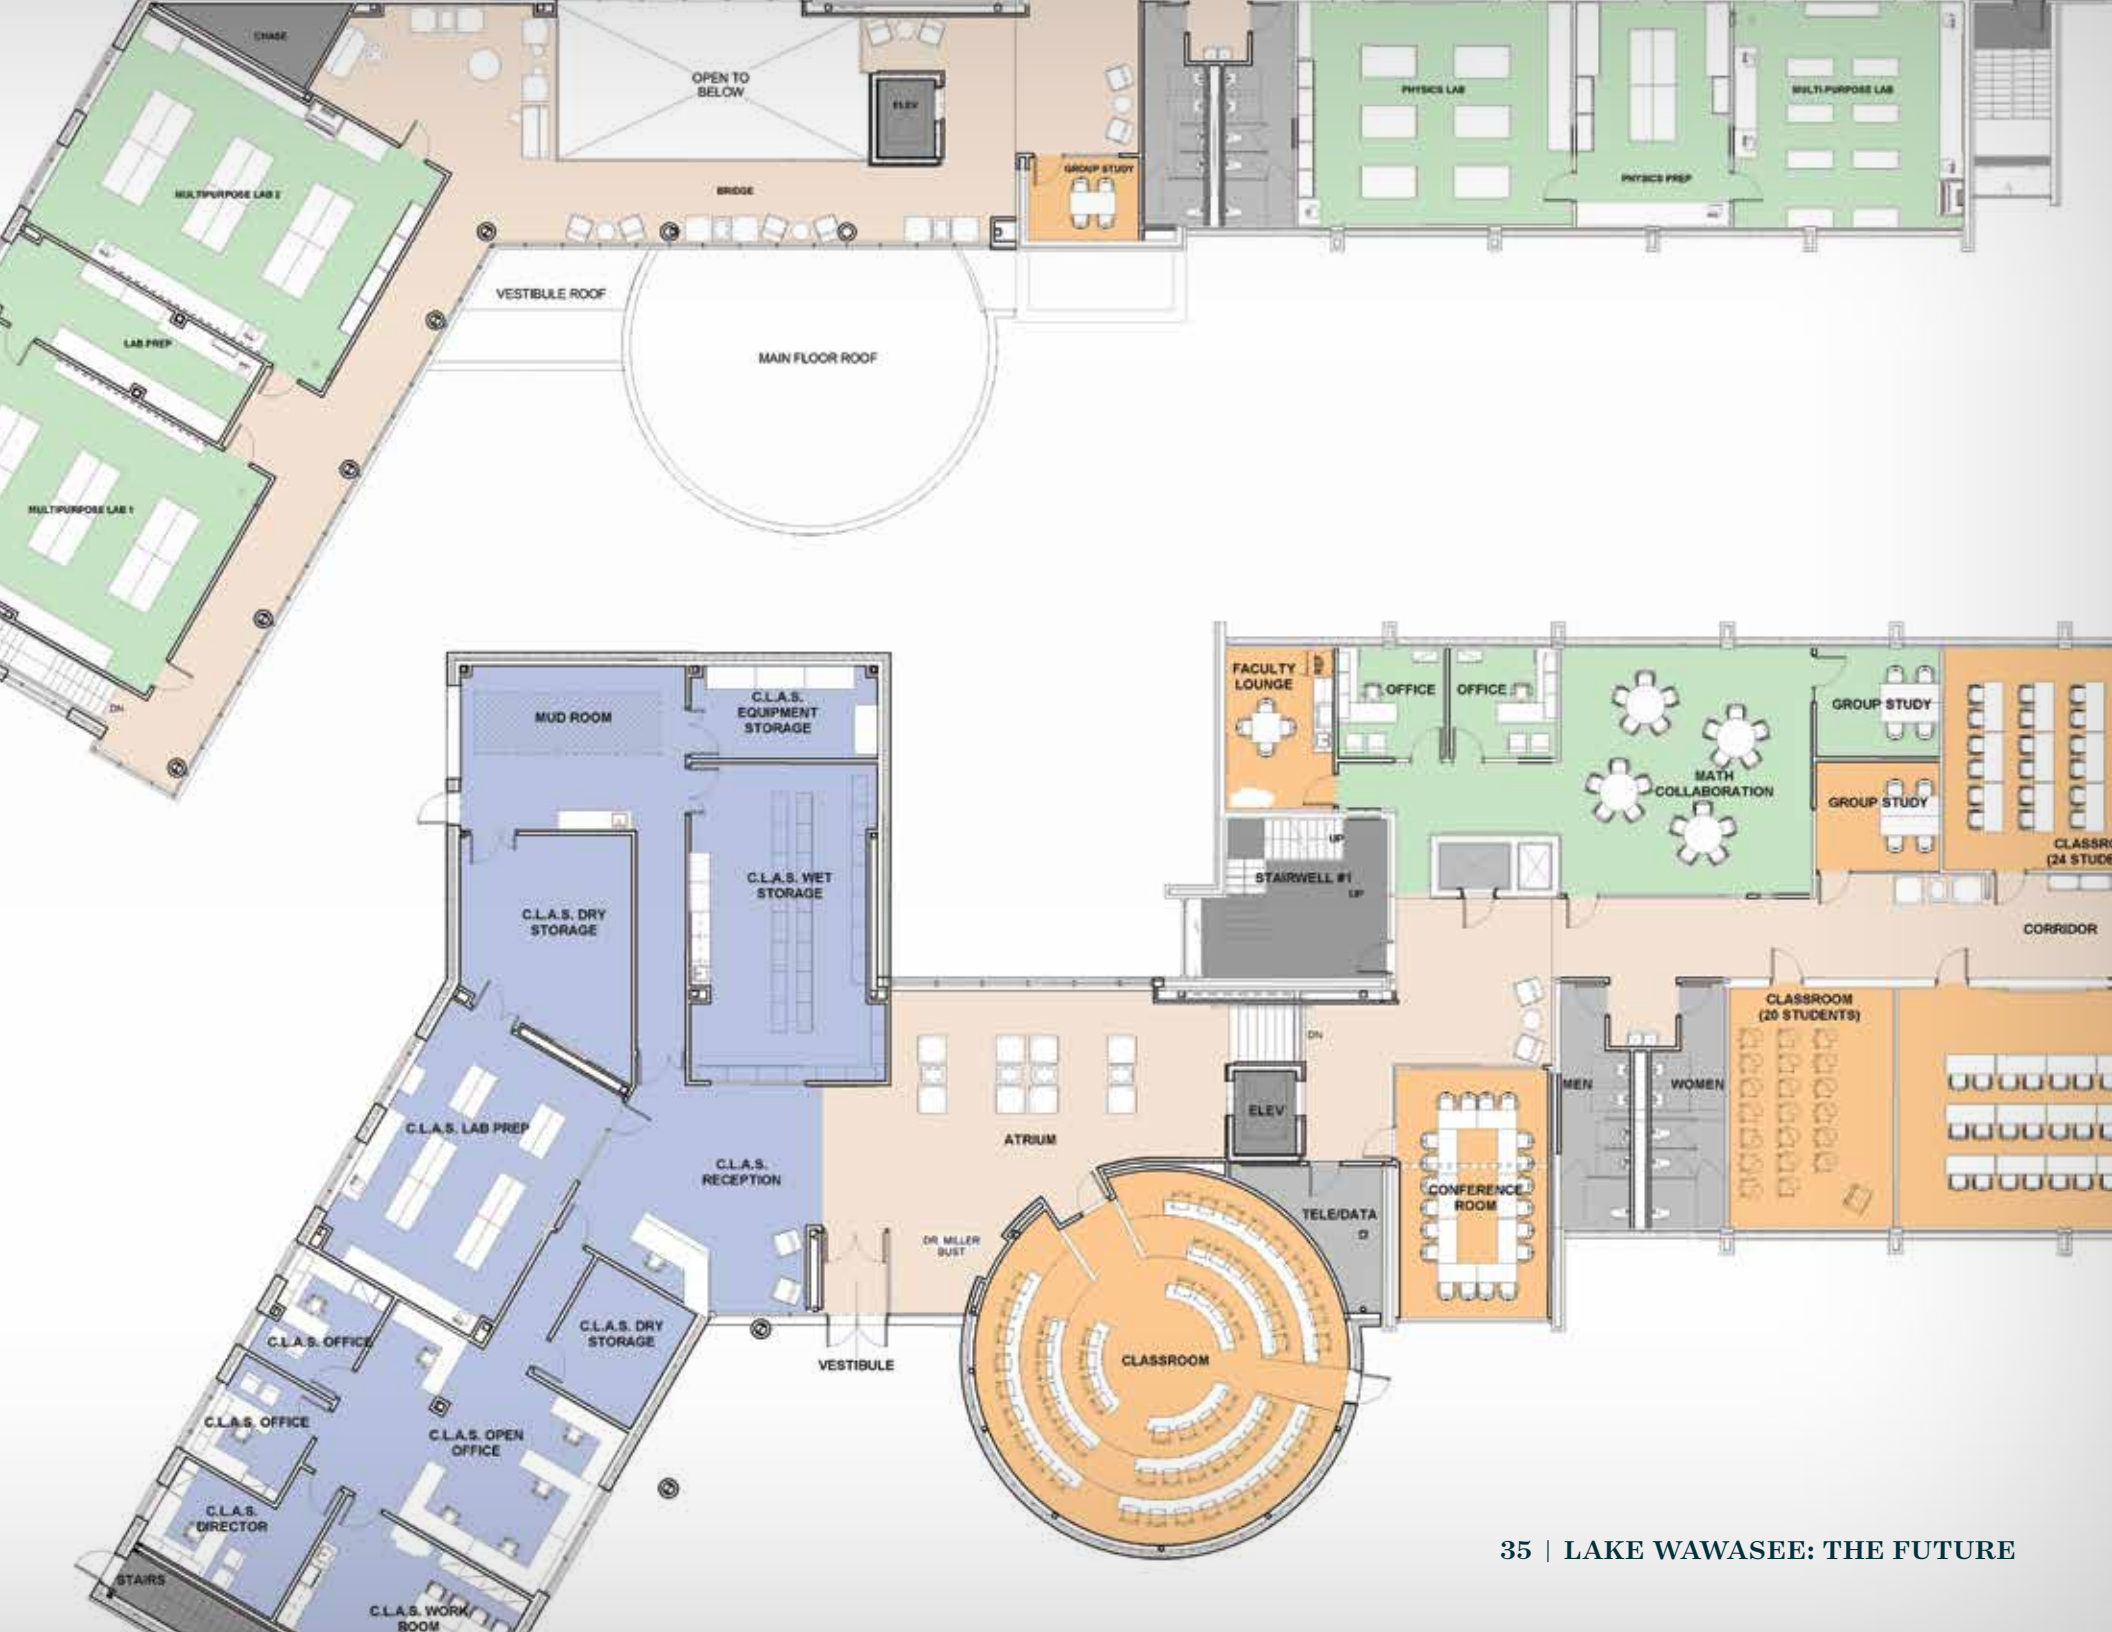 CHASE
OPEN TO
BELOW
ELEV
PHYSICS LAB
MULTI-PURPOSE LAB
GROUP STUDY
PHYSICS PREP
MULTIPURPOSE LAB 2
BRIDGE
VESTIBULE ROOF
LAB PREP
MAIN FLOOR ROOF
MULTIPURPOSE LAB 1
DN
MUD ROOM
C.L.A.S.
EQUIPMENT
STORAGE
FACULTY
LOUNGE
REF
OFFICE
OFFICE
GROUP STUDY
MATH
COLLABORATION
GROUP STUDY
UP
CLASSR
(24 STUDE
C.L.A.S. WET
STORAGE
STAIRWELL #1
UP
C.L.A.S. DRY
STORAGE
CORRIDOR
CLASSROOM
(20 STUDENTS)
DN
MEN
WOMEN
ELEV
C.L.A.S. LAB PREP
ATRIUM
C.L.A.S.
RECEPTION
CONFERENCE
ROOM
TELE/DATA
DR. MILLER
BUST
C.L.A.S. DRY
STORAGE
C.L.A.S. OFFICE
VESTIBULE
CLASSROOM
C.L.A.S. OFFICE
C.L.A.S. OPEN
OFFICE
C.L.A.S.
DIRECTOR
STAIRS
C.L.A.S. WORK
ROOM
35 | LAKE WAWASEE: THE FUTURE